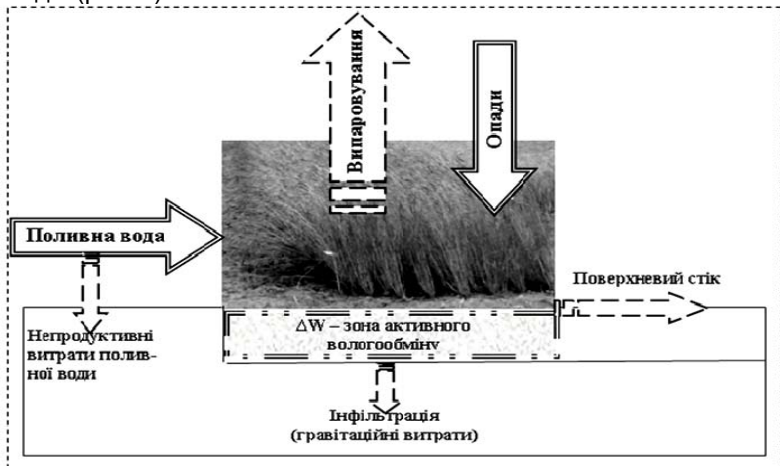 Випаровування
Опади
Поливна вода
Поверхневий стік
Непродуктивні
витрати полив-
ної води
ΔW – зона активного
вологообміну
Інфільтрація
(гравітаційні витрати)